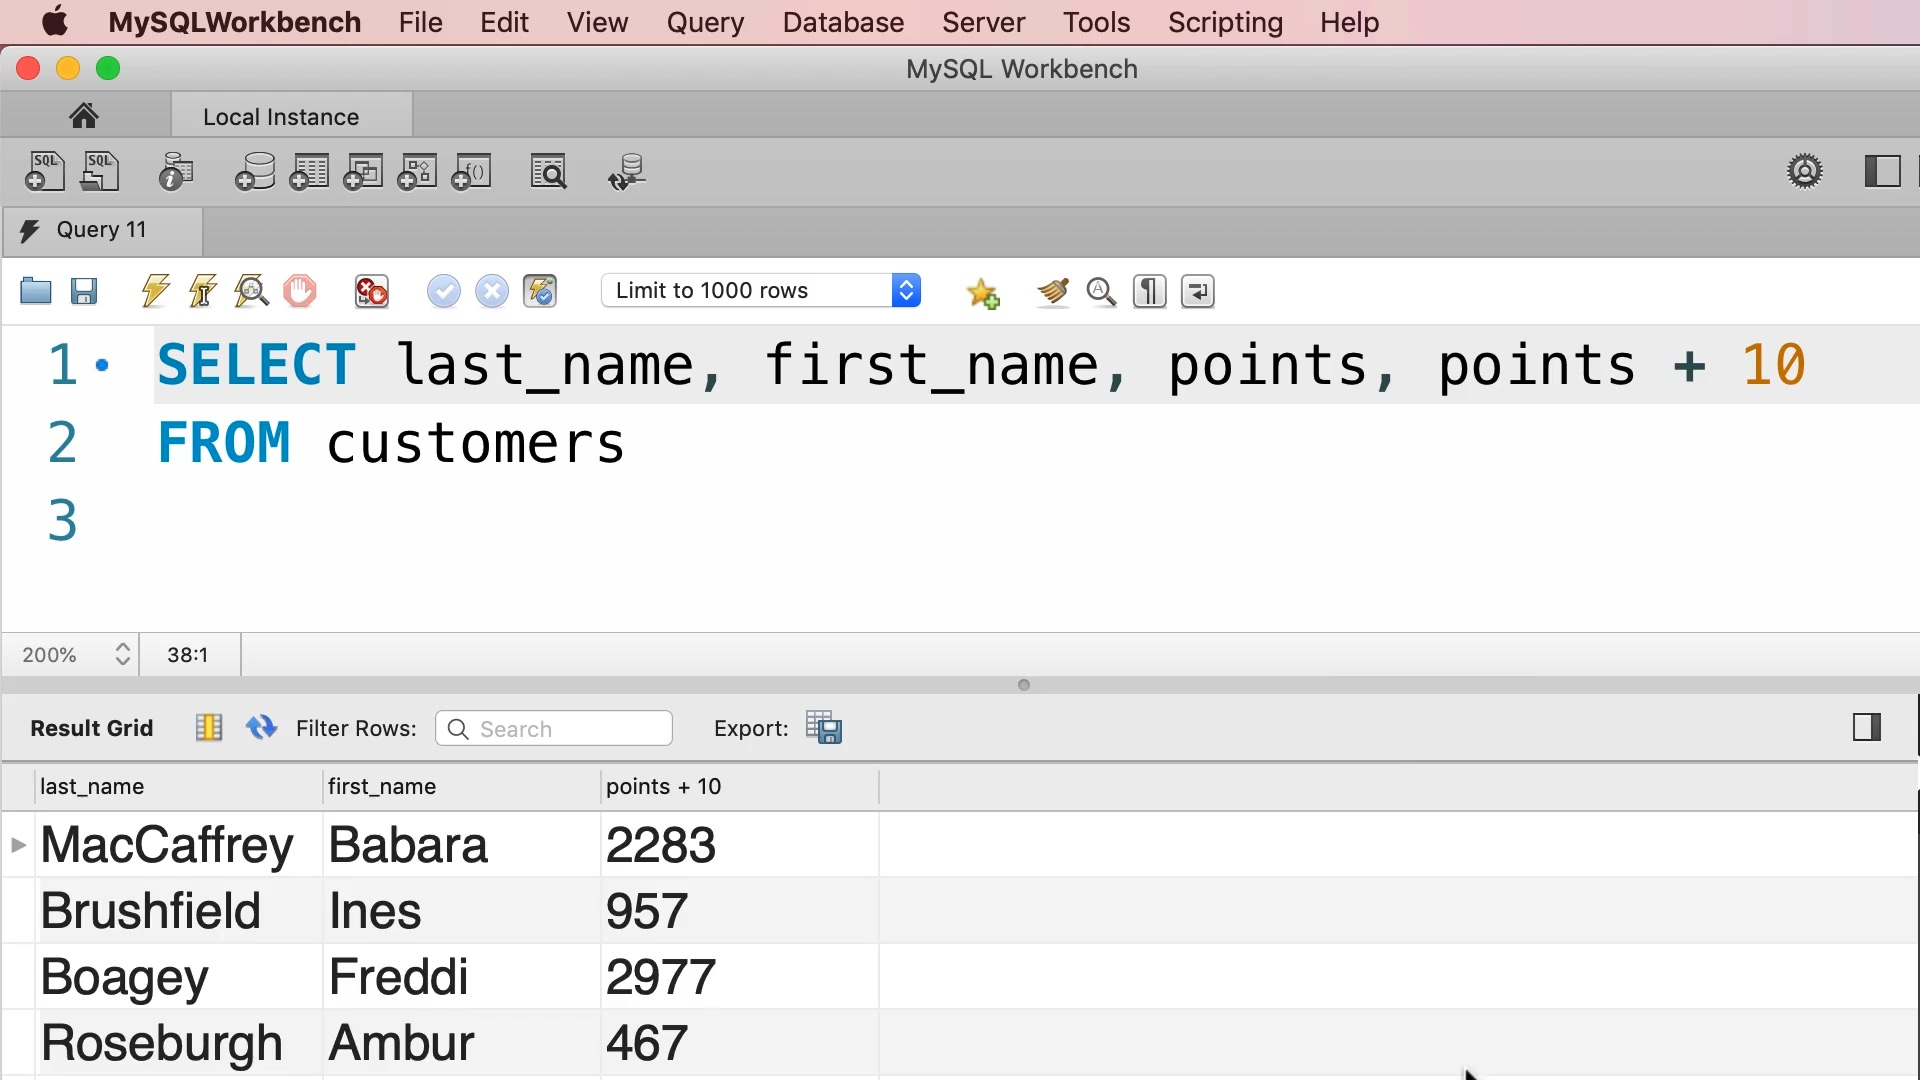 MySQLWorkbench File Edit View Query Database Server Tools Scripting Help
MySQL Workbench
Local Instance
SQL SQL i f()
Query 11
Limit to 1000 rows
1 SELECT last_name, first_name, points, points + 10
2 FROM customers
3
200% 38:1
Result Grid Filter Rows: Search Export:
last_name first_name points + 10
MacCaffrey Babara 2283
Brushfield Ines 957
Boagey Freddi 2977
Roseburgh Ambur 467